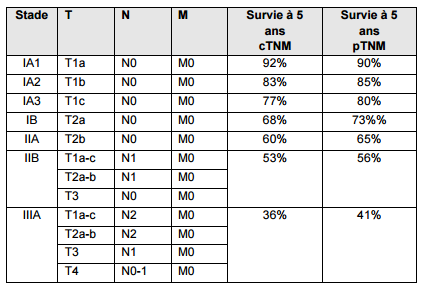 Stade T N M Survie à 5 ans cTNM Survie à 5 ans pTNM
IA1 T1a N0 M0 92% 90%
IA2 T1b N0 M0 83% 85%
IA3 T1c N0 M0 77% 80%
IB T2a N0 M0 68% 73%%
IIA T2b N0 M0 60% 65%
IIB T1a-c N1 M0 53% 56%
T2a-b N1 M0
T3 N0 M0
IIIA T1a-c N2 M0 36% 41%
T2a-b N2 M0
T3 N1 M0
T4 N0-1 M0